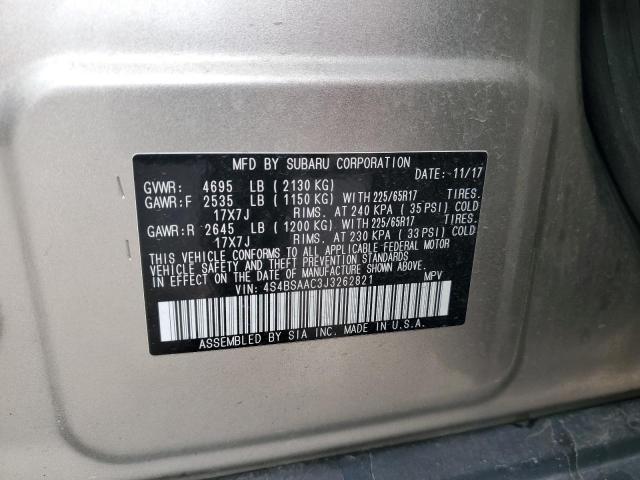 MFD BY SUBARU CORPORATION
GVWR: 4695 LB ( 2130 KG) DATE: 11/17
GAWR:F 2535 LB ( 1150 KG) WITH 225/65R17 TIRES.
17X7J RIMS. AT 240 KPA ( 35 PSI) COLD
GAWR:R 2645 LB ( 1200 KG) WITH 225/65R17 TIRES.
17X7J RIMS. AT 230 KPA ( 33 PSI) COLD
THIS VEHICLE CONFORMS TO ALL APPLICABLE FEDERAL MOTOR
VEHICLE SAFETY AND THEFT PREVENTION STANDARDS
IN EFFECT ON THE DATE OF MANUFACTURE SHOWN ABOVE.
VIN: 4S4BSAAC3J3262821 MPV
ASSEMBLED BY SIA INC. MADE IN U.S.A.